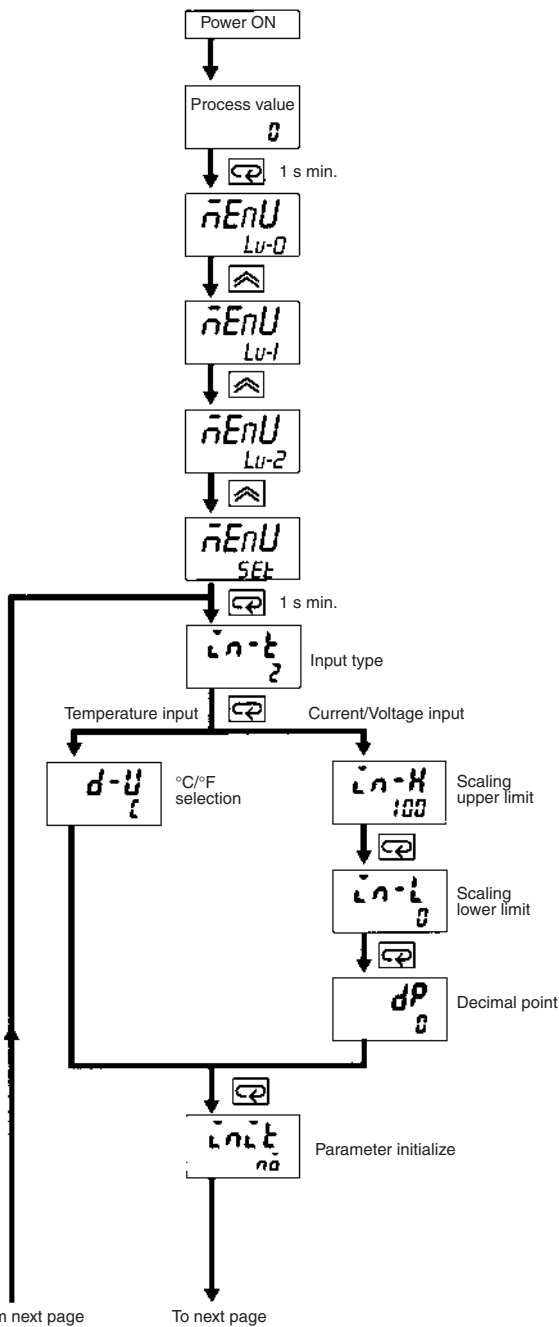 Power ON
Process value
0
1 s min.
mEnU
Lv-0
mEnU
Lv-1
mEnU
Lv-2
mEnU
SEt
1 s min.
in-t
2
Input type
Temperature input
Current/Voltage input
d-U
C
°C/°F
selection
in-H
100
Scaling
upper limit
in-L
0
Scaling
lower limit
dP
0
Decimal point
init
no
Parameter initialize
next page
To next page